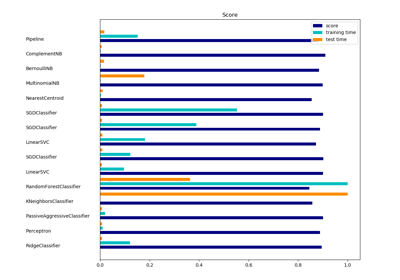 Score
score
training time
test time
Pipeline
ComplementNB
BernoulliNB
MultinomialNB
NearestCentroid
SGDClassifier
SGDClassifier
LinearSVC
SGDClassifier
LinearSVC
RandomForestClassifier
KNeighborsClassifier
PassiveAggressiveClassifier
Perceptron
RidgeClassifier
0.0 0.2 0.4 0.6 0.8 1.0